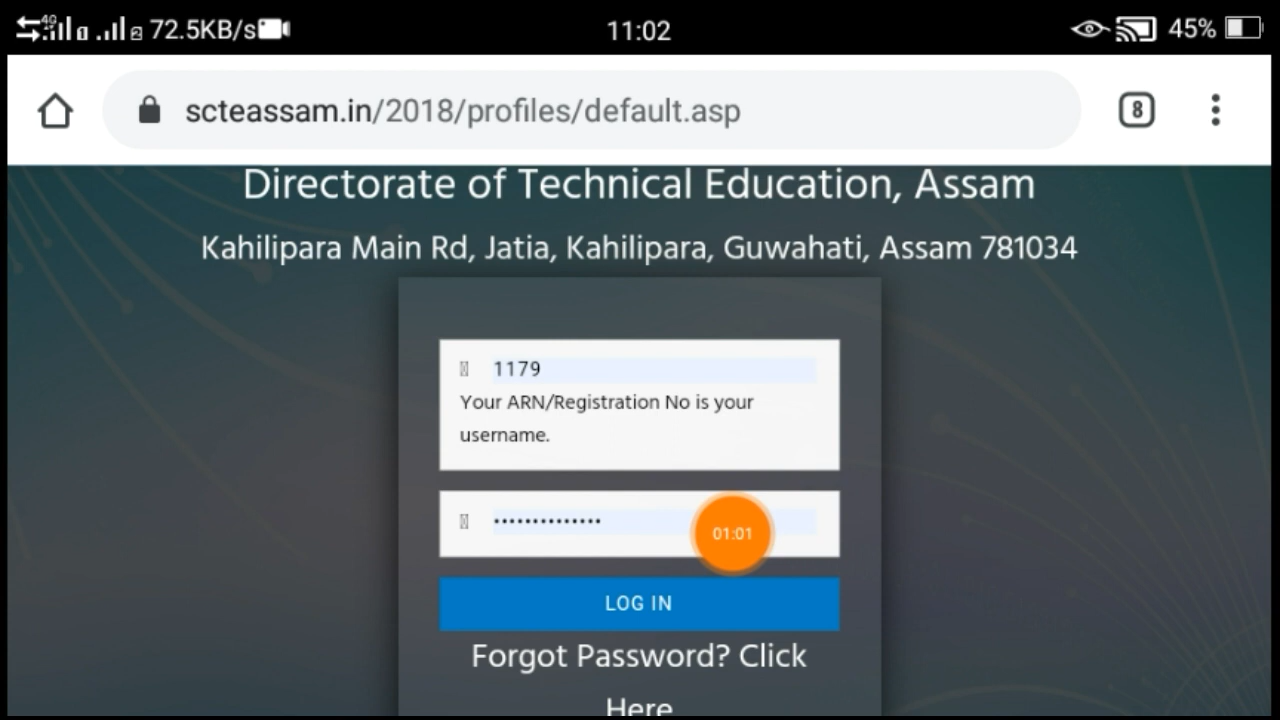 4G 72.5KB/s 11:02 45%
scteassam.in/2018/profiles/default.asp 8
Directorate of Technical Education, Assam
Kahilipara Main Rd, Jatia, Kahilipara, Guwahati, Assam 781034
1179
Your ARN/Registration No is your
username.
••••••••••••••
01:01
LOG IN
Forgot Password? Click
Here